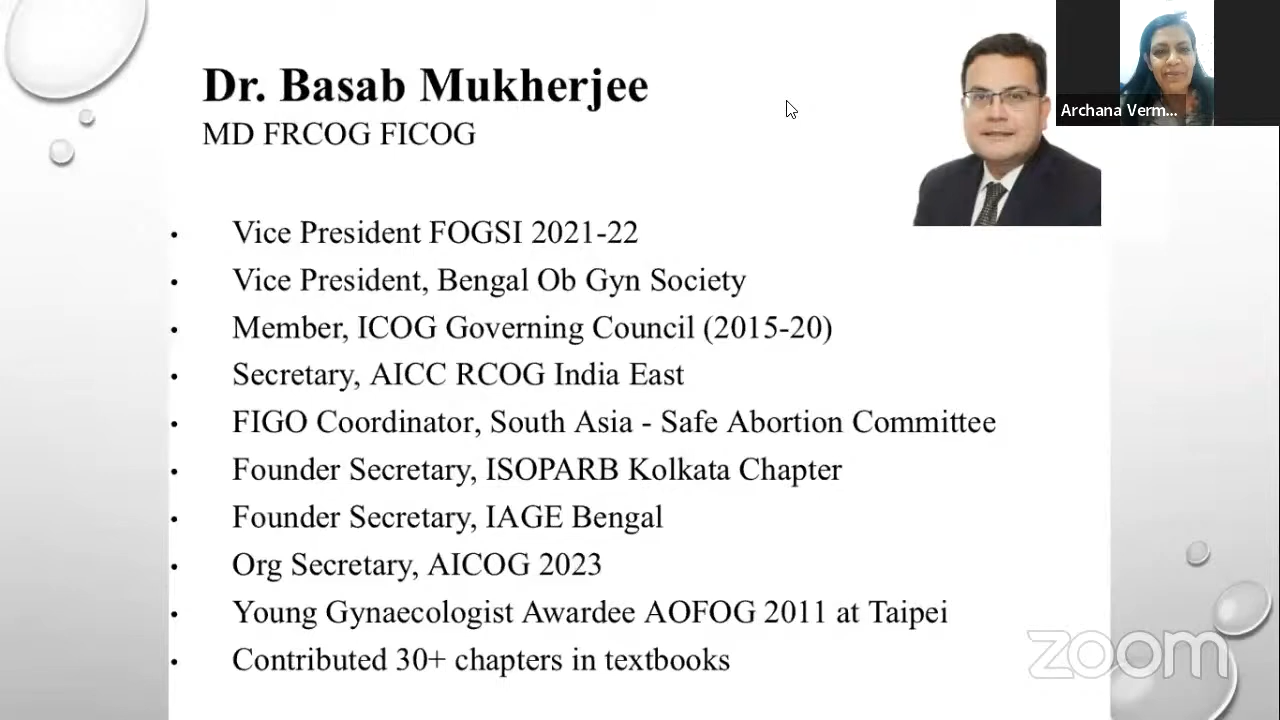 Dr. Basab Mukherjee
MD FRCOG FICOG
Archana Verm...
• Vice President FOGSI 2021-22
• Vice President, Bengal Ob Gyn Society
• Member, ICOG Governing Council (2015-20)
• Secretary, AICC RCOG India East
• FIGO Coordinator, South Asia - Safe Abortion Committee
• Founder Secretary, ISOPARB Kolkata Chapter
• Founder Secretary, IAGE Bengal
• Org Secretary, AICOG 2023
• Young Gynaecologist Awardee AOFOG 2011 at Taipei
• Contributed 30+ chapters in textbooks
zoom